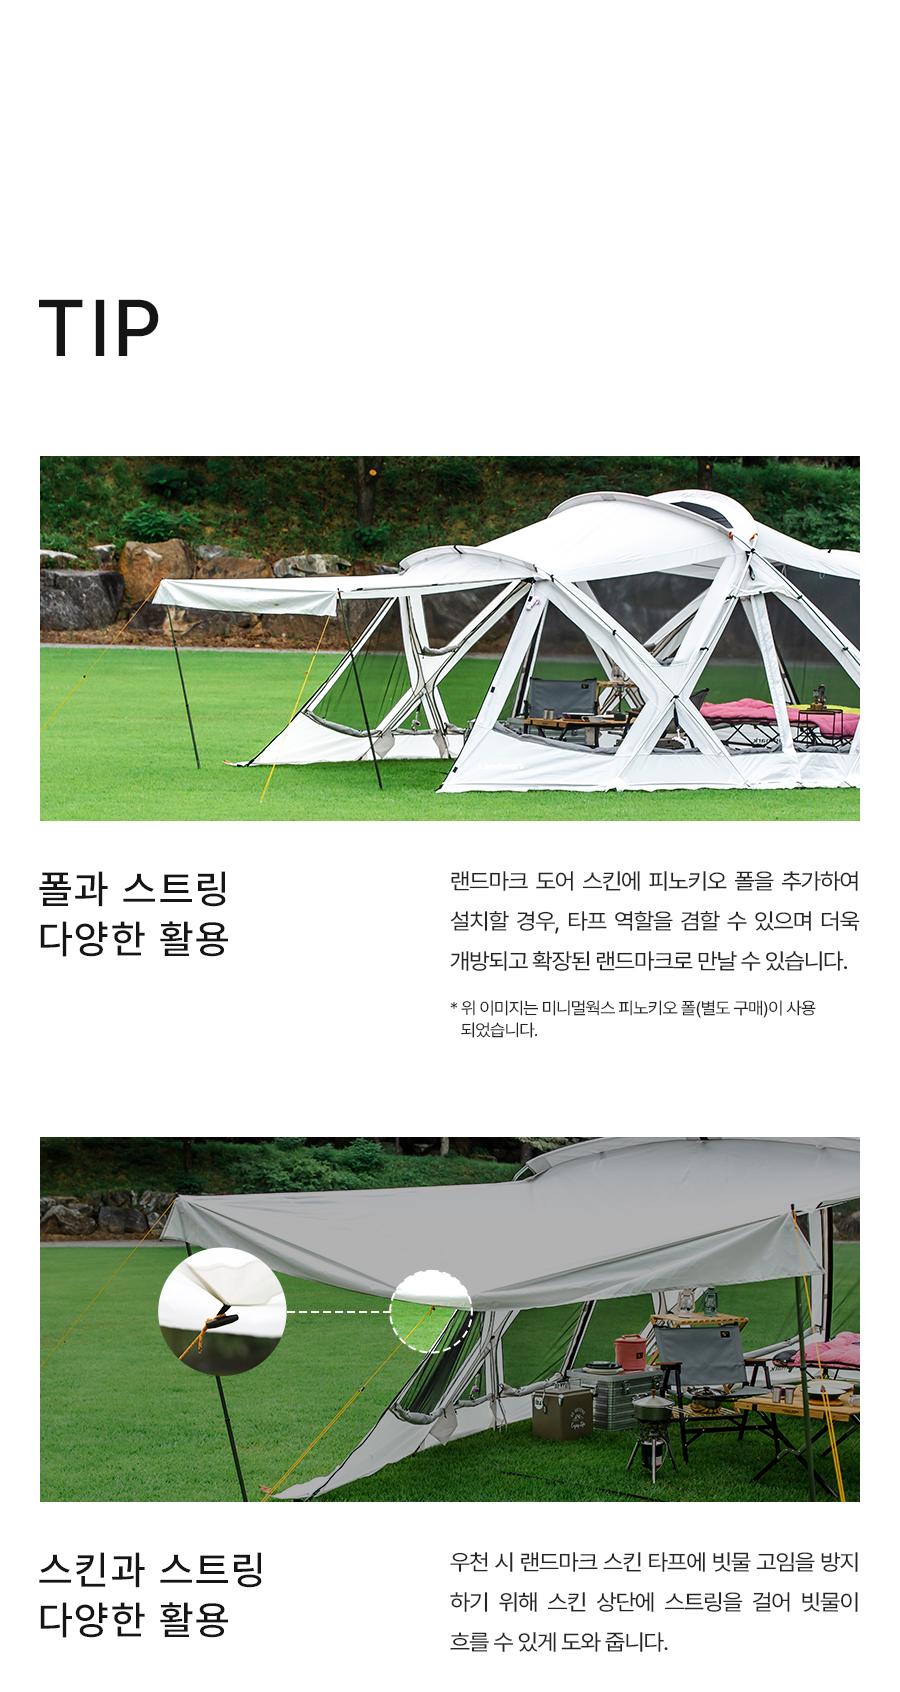 TIP
폴과 스트링
다양한 활용
랜드마크 도어 스킨에 피노키오 폴을 추가하여
설치할 경우, 타프 역할을 겸할 수 있으며 더욱
개방되고 확장된 랜드마크로 만날 수 있습니다.
* 위 이미지는 미니멀웍스 피노키오 폴(별도 구매)이 사용
되었습니다.
스킨과 스트링
다양한 활용
우천 시 랜드마크 스킨 타프에 빗물 고임을 방지
하기 위해 스킨 상단에 스트링을 걸어 빗물이
흐를 수 있게 도와 줍니다.